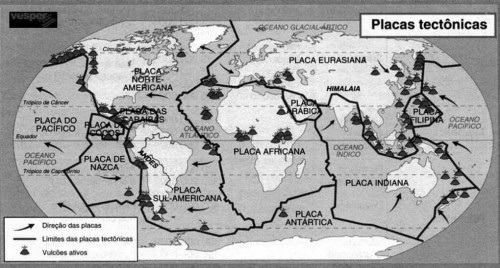 vesper
Placas tectônicas
OCEANO GLACIAL ÁRTICO
Círculo Polar Ártico
PLACA
NORTE-
AMERICANA
PLACA EURASIANA
HIMALAIA
Trópico de Câncer
PLACA DAS
CARAÍBAS
PLACA
ARÁBICA
PLACA DO
PACÍFICO
PLACA DE
COCOS
OCEANO
ATLÂNTICO
PLACA
FILIPINA
OCEANO
PACÍFICO
Equador
OCEANO
PACÍFICO
PLACA AFRICANA
OCEANO
ÍNDICO
PLACA DE
NAZCA
ANDES
Trópico de Capricórnio
PLACA
SUL-AMERICANA
PLACA INDIANA
PLACA
ANTÁRTICA
Direção das placas
Limites das placas tectônicas
Vulcões ativos